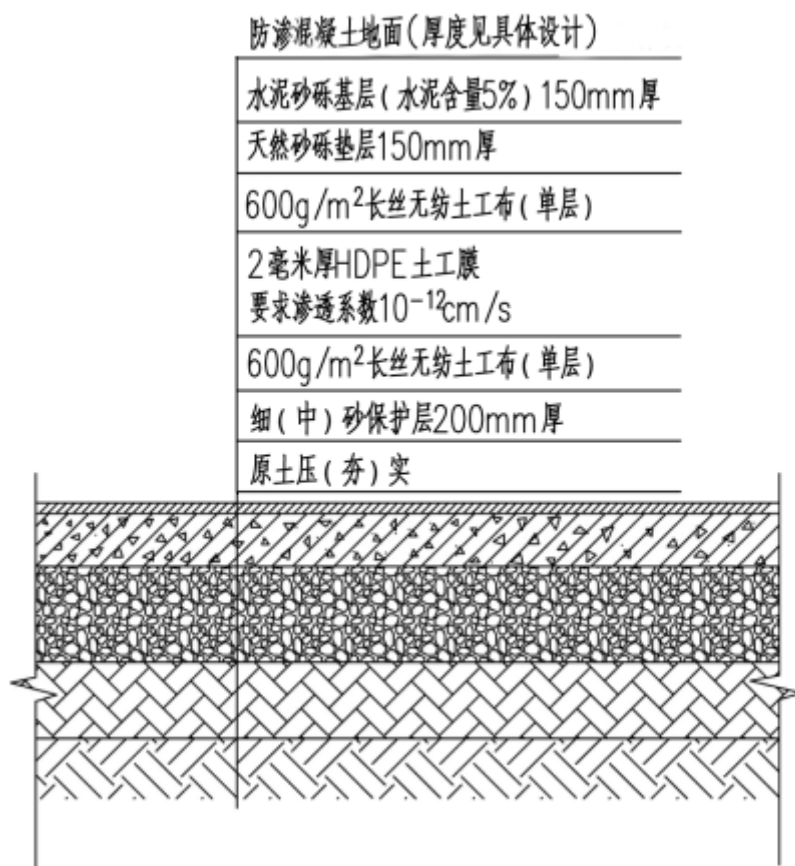 防渗混凝土地面(厚度见具体设计)
水泥砂砾基层(水泥含量5%)150mm厚
天然砂砾垫层150mm厚
600g/m²长丝无纺土工布(单层)
2毫米厚HDPE土工膜
要求渗透系数10⁻¹²cm/s
600g/m²长丝无纺土工布(单层)
细(中)砂保护层200mm厚
原土压(夯)实